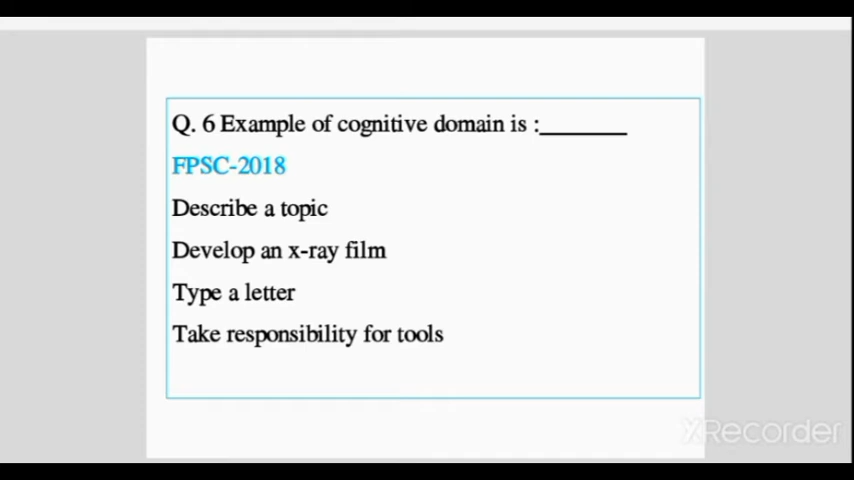 Q. 6 Example of cognitive domain is :_______
FPSC-2018
Describe a topic
Develop an x-ray film
Type a letter
Take responsibility for tools
XRecorder